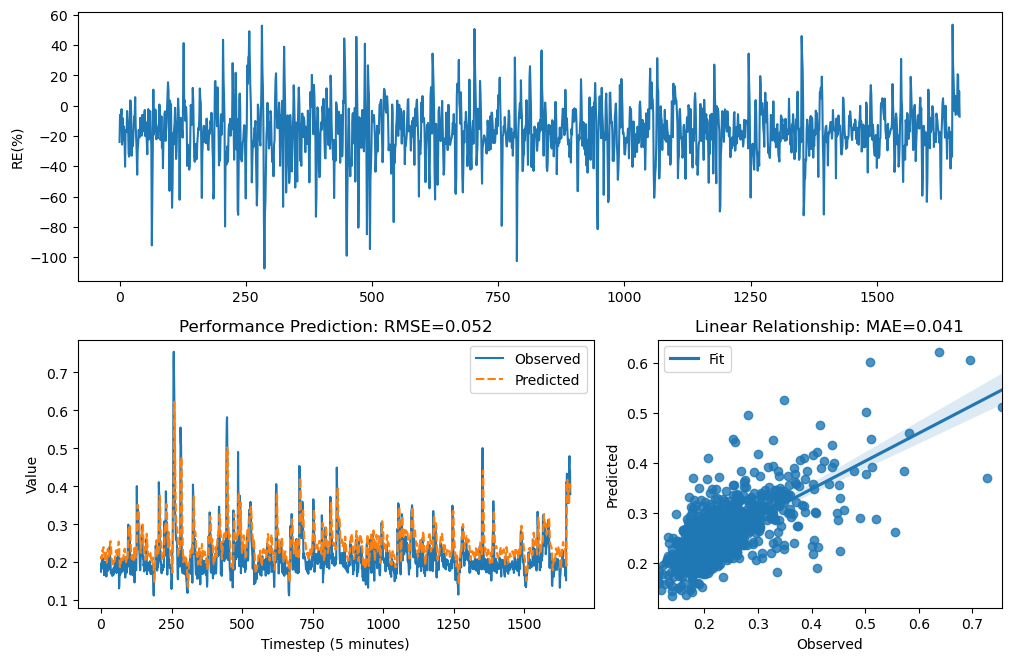 60
40
20
0
−20
−40
−60
−80
−100
RE(%)
0 250 500 750 1000 1250 1500
Performance Prediction: RMSE=0.052
0.7
0.6
0.5
0.4
0.3
0.2
0.1
Value
Observed
Predicted
0 250 500 750 1000 1250 1500
Timestep (5 minutes)
Linear Relationship: MAE=0.041
Fit
0.6
0.5
0.4
0.3
0.2
Predicted
0.2 0.3 0.4 0.5 0.6 0.7
Observed